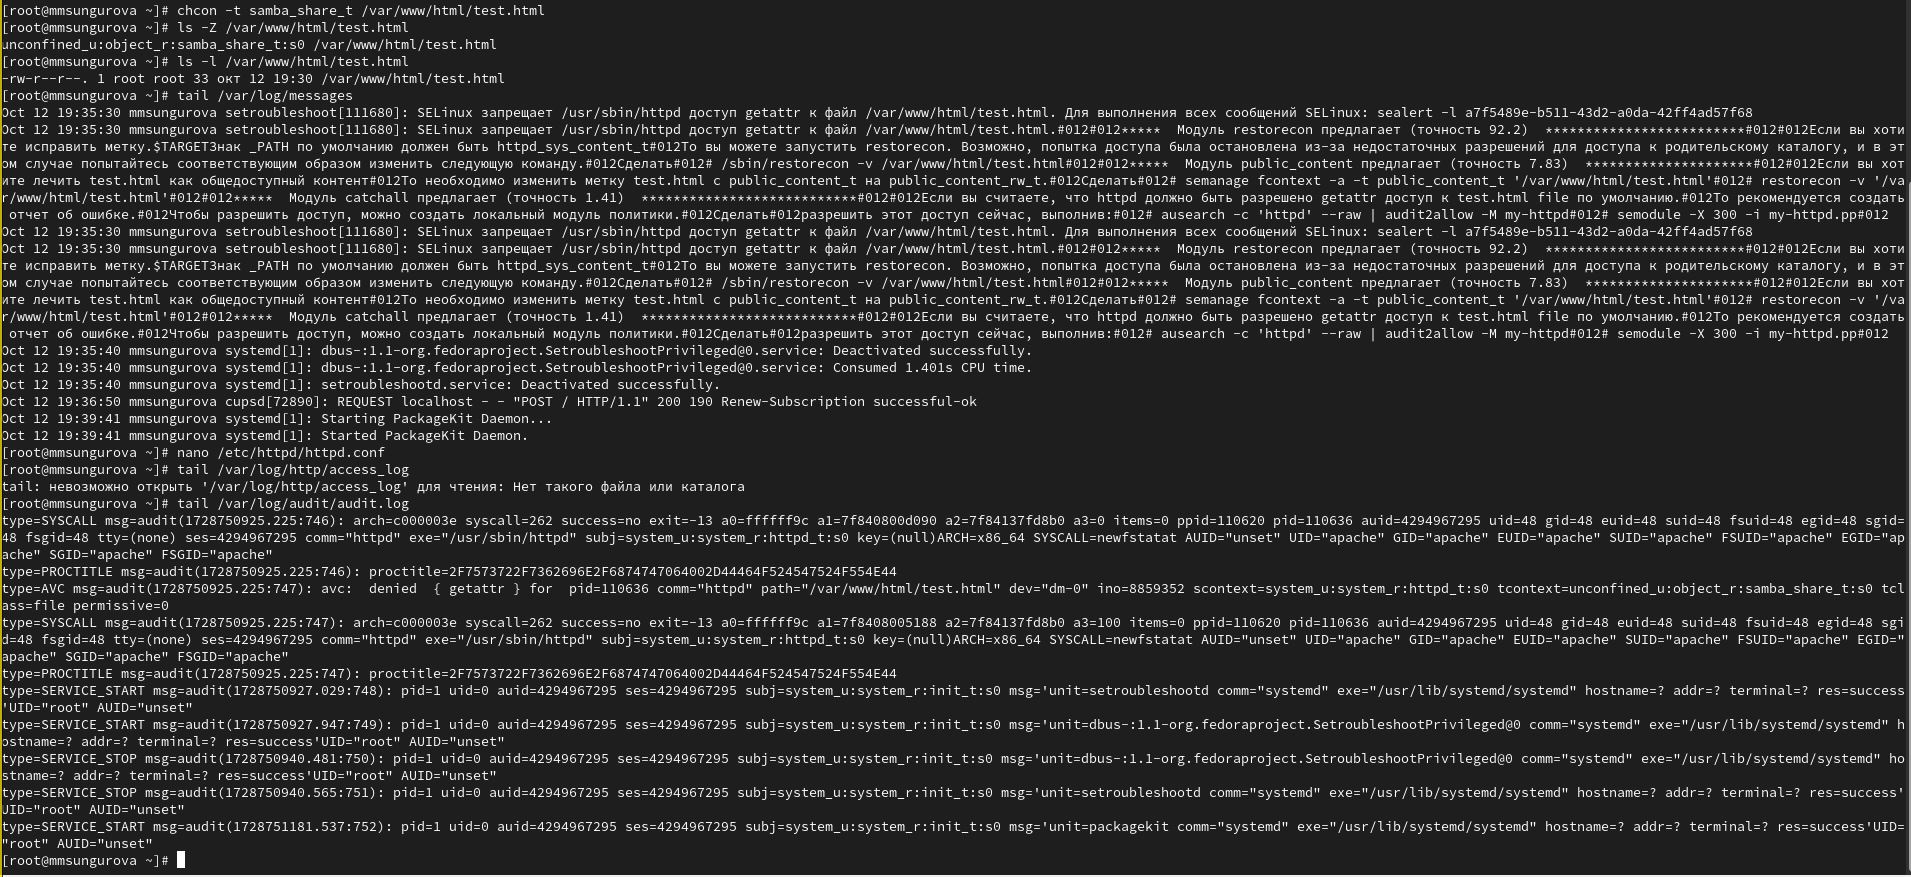 [root@mmsungurova ~]# chcon -t samba_share_t /var/www/html/test.html
[root@mmsungurova ~]# ls -Z /var/www/html/test.html
unconfined_u:object_r:samba_share_t:s0 /var/www/html/test.html
[root@mmsungurova ~]# ls -l /var/www/html/test.html
-rw-r--r--. 1 root root 33 окт 12 19:30 /var/www/html/test.html
[root@mmsungurova ~]# tail /var/log/messages
Oct 12 19:35:30 mmsungurova setroubleshoot[111680]: SELinux запрещает /usr/sbin/httpd доступ getattr к файл /var/www/html/test.html. Для выполнения всех сообщений SELinux: sealert -l a7f5489e-b511-43d2-a0da-42ff4ad57f68
Oct 12 19:35:30 mmsungurova setroubleshoot[111680]: SELinux запрещает /usr/sbin/httpd доступ getattr к файл /var/www/html/test.html.#012#012*****  Модуль restorecon предлагает (точность 92.2)  *************************#012#012Если вы хоти
те исправить метку.$TARGETЗнак _PATH по умолчанию должен быть httpd_sys_content_t#012То вы можете запустить restorecon. Возможно, попытка доступа была остановлена из-за недостаточных разрешений для доступа к родительскому каталогу, и в эт
ом случае попытайтесь соответствующим образом изменить следующую команду.#012Сделать#012# /sbin/restorecon -v /var/www/html/test.html#012#012*****  Модуль public_content предлагает (точность 7.83)  *********************#012#012Если вы хот
ите лечить test.html как общедоступный контент#012То необходимо изменить метку test.html с public_content_t на public_content_rw_t.#012Сделать#012# semanage fcontext -a -t public_content_t '/var/www/html/test.html'#012# restorecon -v '/va
r/www/html/test.html'#012#012*****  Модуль catchall предлагает (точность 1.41)  ***************************#012#012Если вы считаете, что httpd должно быть разрешено getattr доступ к test.html file по умолчанию.#012То рекомендуется создать
 отчет об ошибке.#012Чтобы разрешить доступ, можно создать локальный модуль политики.#012Сделать#012разрешить этот доступ сейчас, выполнив:#012# ausearch -c 'httpd' --raw | audit2allow -M my-httpd#012# semodule -X 300 -i my-httpd.pp#012
Oct 12 19:35:30 mmsungurova setroubleshoot[111680]: SELinux запрещает /usr/sbin/httpd доступ getattr к файл /var/www/html/test.html. Для выполнения всех сообщений SELinux: sealert -l a7f5489e-b511-43d2-a0da-42ff4ad57f68
Oct 12 19:35:30 mmsungurova setroubleshoot[111680]: SELinux запрещает /usr/sbin/httpd доступ getattr к файл /var/www/html/test.html.#012#012*****  Модуль restorecon предлагает (точность 92.2)  *************************#012#012Если вы хоти
те исправить метку.$TARGETЗнак _PATH по умолчанию должен быть httpd_sys_content_t#012То вы можете запустить restorecon. Возможно, попытка доступа была остановлена из-за недостаточных разрешений для доступа к родительскому каталогу, и в эт
ом случае попытайтесь соответствующим образом изменить следующую команду.#012Сделать#012# /sbin/restorecon -v /var/www/html/test.html#012#012*****  Модуль public_content предлагает (точность 7.83)  *********************#012#012Если вы хот
ите лечить test.html как общедоступный контент#012То необходимо изменить метку test.html с public_content_t на public_content_rw_t.#012Сделать#012# semanage fcontext -a -t public_content_t '/var/www/html/test.html'#012# restorecon -v '/va
r/www/html/test.html'#012#012*****  Модуль catchall предлагает (точность 1.41)  ***************************#012#012Если вы считаете, что httpd должно быть разрешено getattr доступ к test.html file по умолчанию.#012То рекомендуется создать
 отчет об ошибке.#012Чтобы разрешить доступ, можно создать локальный модуль политики.#012Сделать#012разрешить этот доступ сейчас, выполнив:#012# ausearch -c 'httpd' --raw | audit2allow -M my-httpd#012# semodule -X 300 -i my-httpd.pp#012
Oct 12 19:35:40 mmsungurova systemd[1]: dbus-:1.1-org.fedoraproject.SetroubleshootPrivileged@0.service: Deactivated successfully.
Oct 12 19:35:40 mmsungurova systemd[1]: dbus-:1.1-org.fedoraproject.SetroubleshootPrivileged@0.service: Consumed 1.401s CPU time.
Oct 12 19:35:40 mmsungurova systemd[1]: setroubleshootd.service: Deactivated successfully.
Oct 12 19:36:50 mmsungurova cupsd[72890]: REQUEST localhost - - "POST / HTTP/1.1" 200 190 Renew-Subscription successful-ok
Oct 12 19:39:41 mmsungurova systemd[1]: Starting PackageKit Daemon...
Oct 12 19:39:41 mmsungurova systemd[1]: Started PackageKit Daemon.
[root@mmsungurova ~]# nano /etc/httpd/httpd.conf
[root@mmsungurova ~]# tail /var/log/http/access_log
tail: невозможно открыть '/var/log/http/access_log' для чтения: Нет такого файла или каталога
[root@mmsungurova ~]# tail /var/log/audit/audit.log
type=SYSCALL msg=audit(1728750925.225:746): arch=c000003e syscall=262 success=no exit=-13 a0=ffffff9c a1=7f840800d090 a2=7f84137fd8b0 a3=0 items=0 ppid=110620 pid=110636 auid=4294967295 uid=48 gid=48 euid=48 suid=48 fsuid=48 egid=48 sgid=
48 fsgid=48 tty=(none) ses=4294967295 comm="httpd" exe="/usr/sbin/httpd" subj=system_u:system_r:httpd_t:s0 key=(null)ARCH=x86_64 SYSCALL=newfstatat AUID="unset" UID="apache" GID="apache" EUID="apache" SUID="apache" FSUID="apache" EGID="ap
ache" SGID="apache" FSGID="apache"
type=PROCTITLE msg=audit(1728750925.225:746): proctitle=2F7573722F7362696E2F6874747064002D44464F524547524F554E44
type=AVC msg=audit(1728750925.225:747): avc:  denied  { getattr } for  pid=110636 comm="httpd" path="/var/www/html/test.html" dev="dm-0" ino=8859352 scontext=system_u:system_r:httpd_t:s0 tcontext=unconfined_u:object_r:samba_share_t:s0 tcl
ass=file permissive=0
type=SYSCALL msg=audit(1728750925.225:747): arch=c000003e syscall=262 success=no exit=-13 a0=ffffff9c a1=7f8408005188 a2=7f84137fd8b0 a3=100 items=0 ppid=110620 pid=110636 auid=4294967295 uid=48 gid=48 euid=48 suid=48 fsuid=48 egid=48 sgi
d=48 fsgid=48 tty=(none) ses=4294967295 comm="httpd" exe="/usr/sbin/httpd" subj=system_u:system_r:httpd_t:s0 key=(null)ARCH=x86_64 SYSCALL=newfstatat AUID="unset" UID="apache" GID="apache" EUID="apache" SUID="apache" FSUID="apache" EGID="
apache" SGID="apache" FSGID="apache"
type=PROCTITLE msg=audit(1728750925.225:747): proctitle=2F7573722F7362696E2F6874747064002D44464F524547524F554E44
type=SERVICE_START msg=audit(1728750927.029:748): pid=1 uid=0 auid=4294967295 ses=4294967295 subj=system_u:system_r:init_t:s0 msg='unit=setroubleshootd comm="systemd" exe="/usr/lib/systemd/systemd" hostname=? addr=? terminal=? res=success
'UID="root" AUID="unset"
type=SERVICE_START msg=audit(1728750927.947:749): pid=1 uid=0 auid=4294967295 ses=4294967295 subj=system_u:system_r:init_t:s0 msg='unit=dbus-:1.1-org.fedoraproject.SetroubleshootPrivileged@0 comm="systemd" exe="/usr/lib/systemd/systemd" h
ostname=? addr=? terminal=? res=success'UID="root" AUID="unset"
type=SERVICE_STOP msg=audit(1728750940.481:750): pid=1 uid=0 auid=4294967295 ses=4294967295 subj=system_u:system_r:init_t:s0 msg='unit=dbus-:1.1-org.fedoraproject.SetroubleshootPrivileged@0 comm="systemd" exe="/usr/lib/systemd/systemd" ho
stname=? addr=? terminal=? res=success'UID="root" AUID="unset"
type=SERVICE_STOP msg=audit(1728750940.565:751): pid=1 uid=0 auid=4294967295 ses=4294967295 subj=system_u:system_r:init_t:s0 msg='unit=setroubleshootd comm="systemd" exe="/usr/lib/systemd/systemd" hostname=? addr=? terminal=? res=success'
UID="root" AUID="unset"
type=SERVICE_START msg=audit(1728751181.537:752): pid=1 uid=0 auid=4294967295 ses=4294967295 subj=system_u:system_r:init_t:s0 msg='unit=packagekit comm="systemd" exe="/usr/lib/systemd/systemd" hostname=? addr=? terminal=? res=success'UID=
"root" AUID="unset"
[root@mmsungurova ~]#